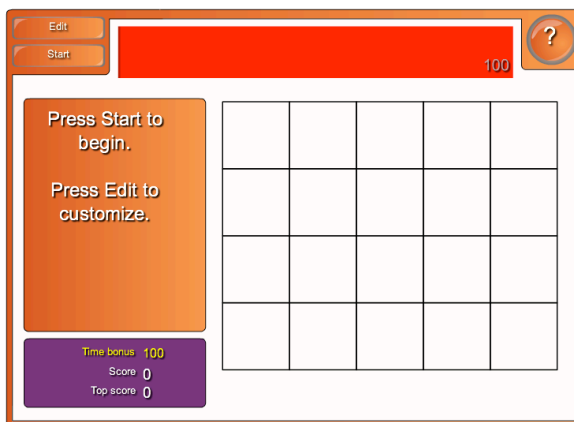 Edit
Start
?
100
Press Start to
begin.
Press Edit to
customize.
Time bonus 100
Score 0
Top score 0